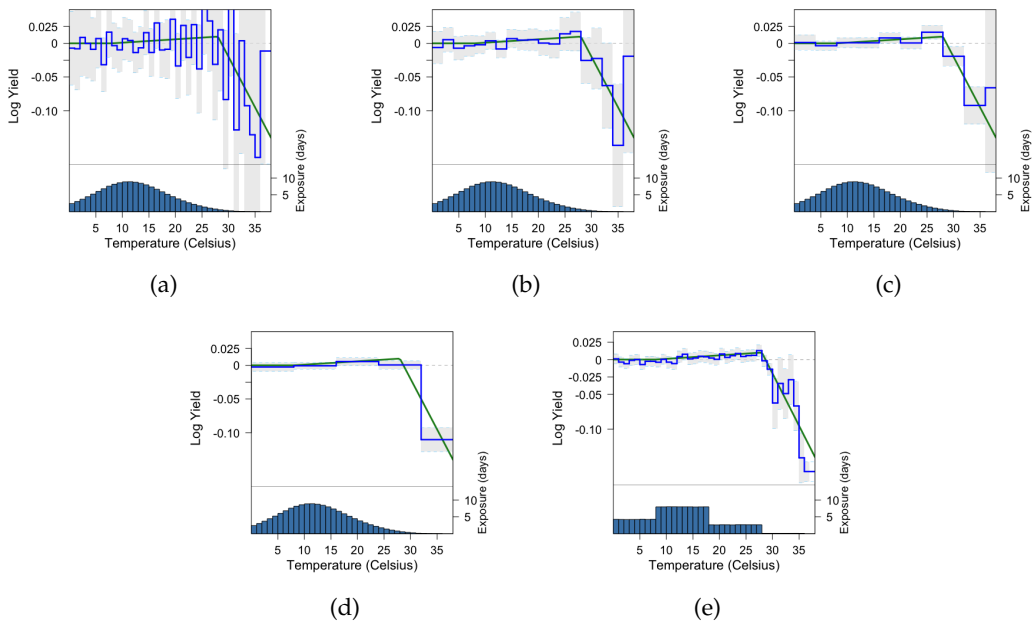 0.025
0
-0.05
-0.10
Log Yield
10
5
Exposure (days)
5 10 15 20 25 30 35
Temperature (Celsius)
(a)
0.025
0
-0.05
-0.10
Log Yield
10
5
Exposure (days)
5 10 15 20 25 30 35
Temperature (Celsius)
(b)
0.025
0
-0.05
-0.10
Log Yield
10
5
Exposure (days)
5 10 15 20 25 30 35
Temperature (Celsius)
(c)
0.025
0
-0.05
-0.10
Log Yield
10
5
Exposure (days)
5 10 15 20 25 30 35
Temperature (Celsius)
(d)
0.025
0
-0.025
-0.05
-0.10
Log Yield
10
5
Exposure (days)
5 10 15 20 25 30 35
Temperature (Celsius)
(e)